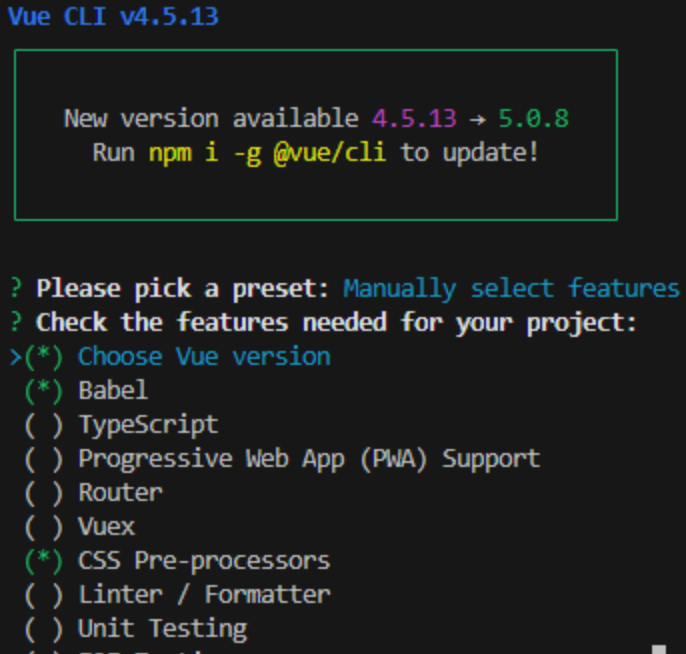 Vue CLI v4.5.13
New version available 4.5.13 → 5.0.8
Run npm i -g @vue/cli to update!
? Please pick a preset: Manually select features
? Check the features needed for your project:
>(*) Choose Vue version
(*) Babel
( ) TypeScript
( ) Progressive Web App (PWA) Support
( ) Router
( ) Vuex
(*) CSS Pre-processors
( ) Linter / Formatter
( ) Unit Testing